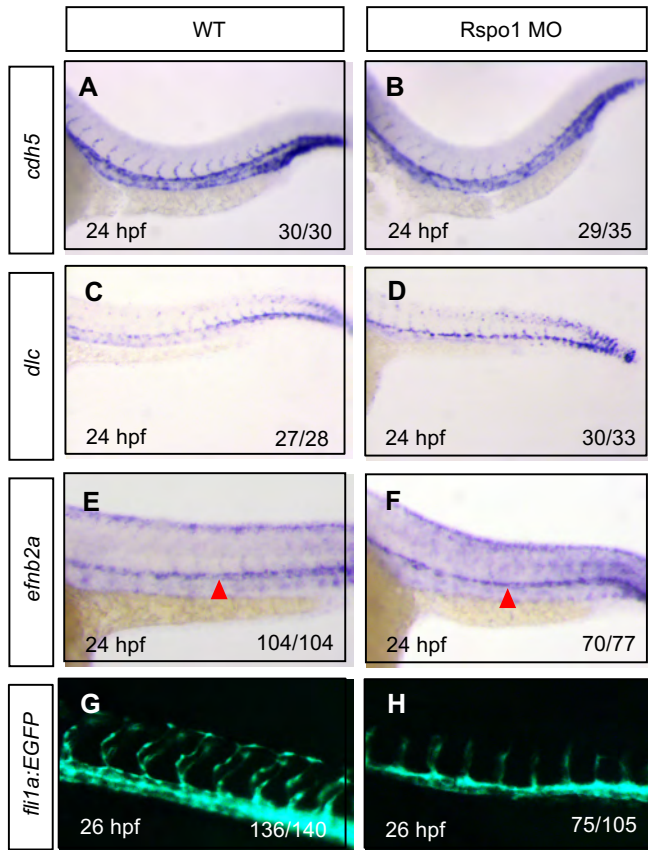 WT
Rspo1 MO
cdh5
A
24 hpf
30/30
B
24 hpf
29/35
dlc
C
24 hpf
27/28
D
24 hpf
30/33
efnb2a
E
24 hpf
104/104
F
24 hpf
70/77
fli1a:EGFP
G
26 hpf
136/140
H
26 hpf
75/105